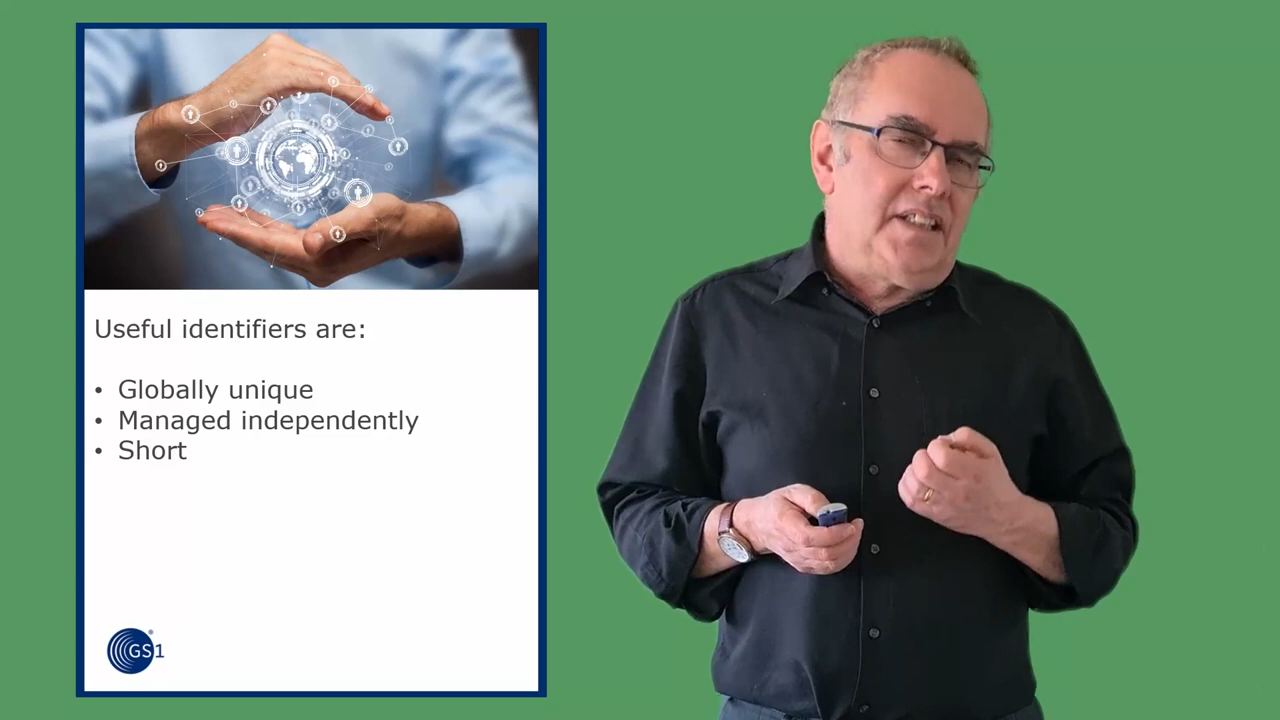 Useful identifiers are:
• Globally unique
• Managed independently
• Short
GS1®